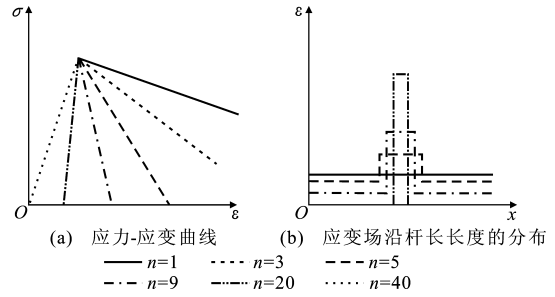 σ
ε
O
ε
O
x
(a) 应力-应变曲线
(b) 应变场沿杆长长度的分布
n=1
n=3
n=5
n=9
n=20
n=40